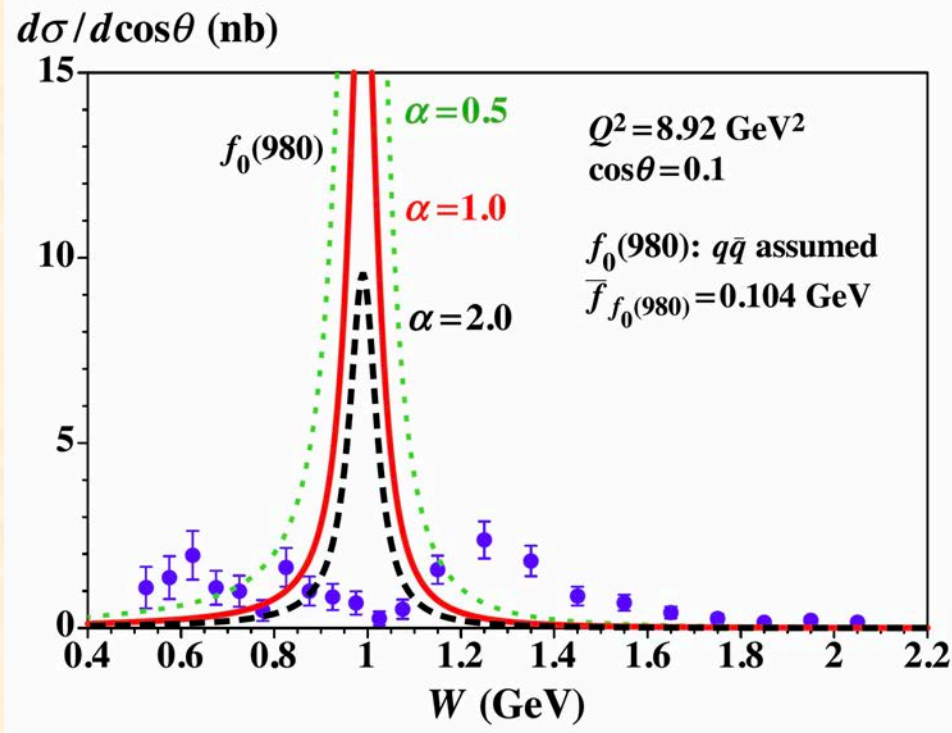 dσ/dcosθ (nb)
15
10
5
0
f₀(980)
α=0.5
α=1.0
α=2.0
Q²=8.92 GeV²
cosθ=0.1
f₀(980): qq̄ assumed
f̄ f₀(980)=0.104 GeV
0.4 0.6 0.8 1 1.2 1.4 1.6 1.8 2 2.2
W (GeV)